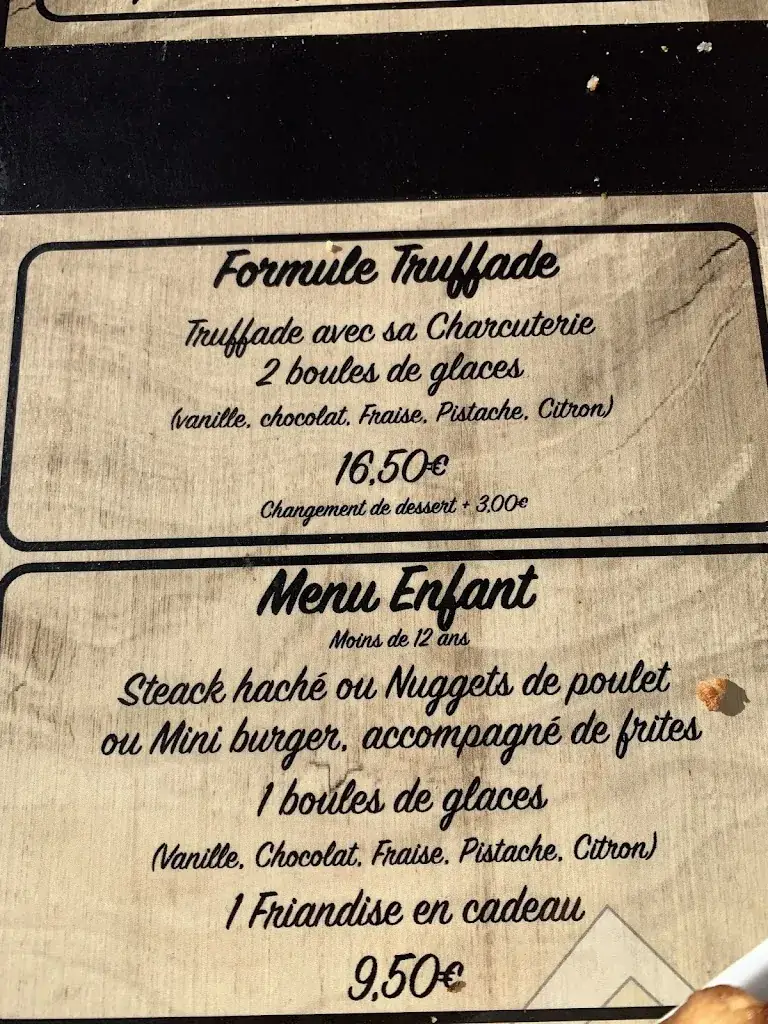 Formule Truffade
Truffade avec sa Charcuterie
2 boules de glaces
(vanille, chocolat, Fraise, Pistache, Citron)
16,50€
Changement de dessert + 3,00€
Menu Enfant
Moins de 12 ans
Steack haché ou Nuggets de poulet
ou Mini burger, accompagné de frites
1 boules de glaces
(Vanille, Chocolat, Fraise, Pistache, Citron)
1 Friandise en cadeau
9,50€